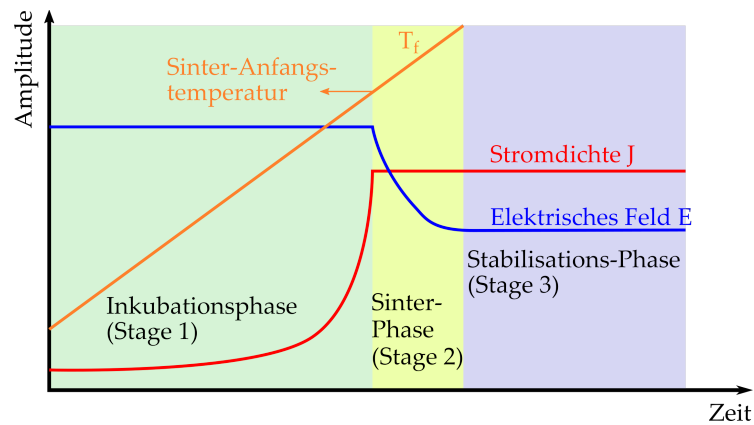 Amplitude
T_f
Sinter-Anfangs-
temperatur
Stromdichte J
Elektrisches Feld E
Stabilisations-Phase
(Stage 3)
Inkubationsphase
(Stage 1)
Sinter-
Phase
(Stage 2)
Zeit